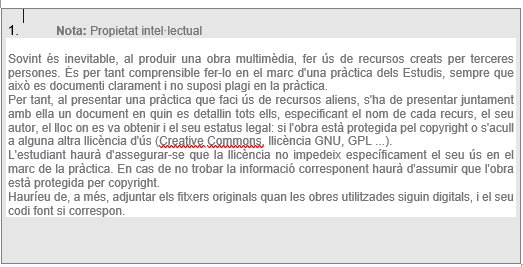 1. Nota: Propietat intel·lectual
Sovint és inevitable, al produir una obra multimèdia, fer ús de recursos creats per terceres
persones. És per tant comprensible fer-lo en el marc d'una pràctica dels Estudis, sempre que
això es documenti clarament i no suposi plagi en la pràctica.
Per tant, al presentar una pràctica que faci ús de recursos aliens, s'ha de presentar juntament
amb ella un document en quin es detallin tots ells, especificant el nom de cada recurs, el seu
autor, el lloc on es va obtenir i el seu estatus legal: si l'obra està protegida pel copyright o s'acull
a alguna altra llicència d'ús (Creative Commons, llicència GNU, GPL ...).
L'estudiant haurà d'assegurar-se que la llicència no impedeix específicament el seu ús en el
marc de la pràctica. En cas de no trobar la informació corresponent haurà d'assumir que l'obra
està protegida per copyright.
Hauríeu de, a més, adjuntar els fitxers originals quan les obres utilitzades siguin digitals, i el seu
codi font si correspon.